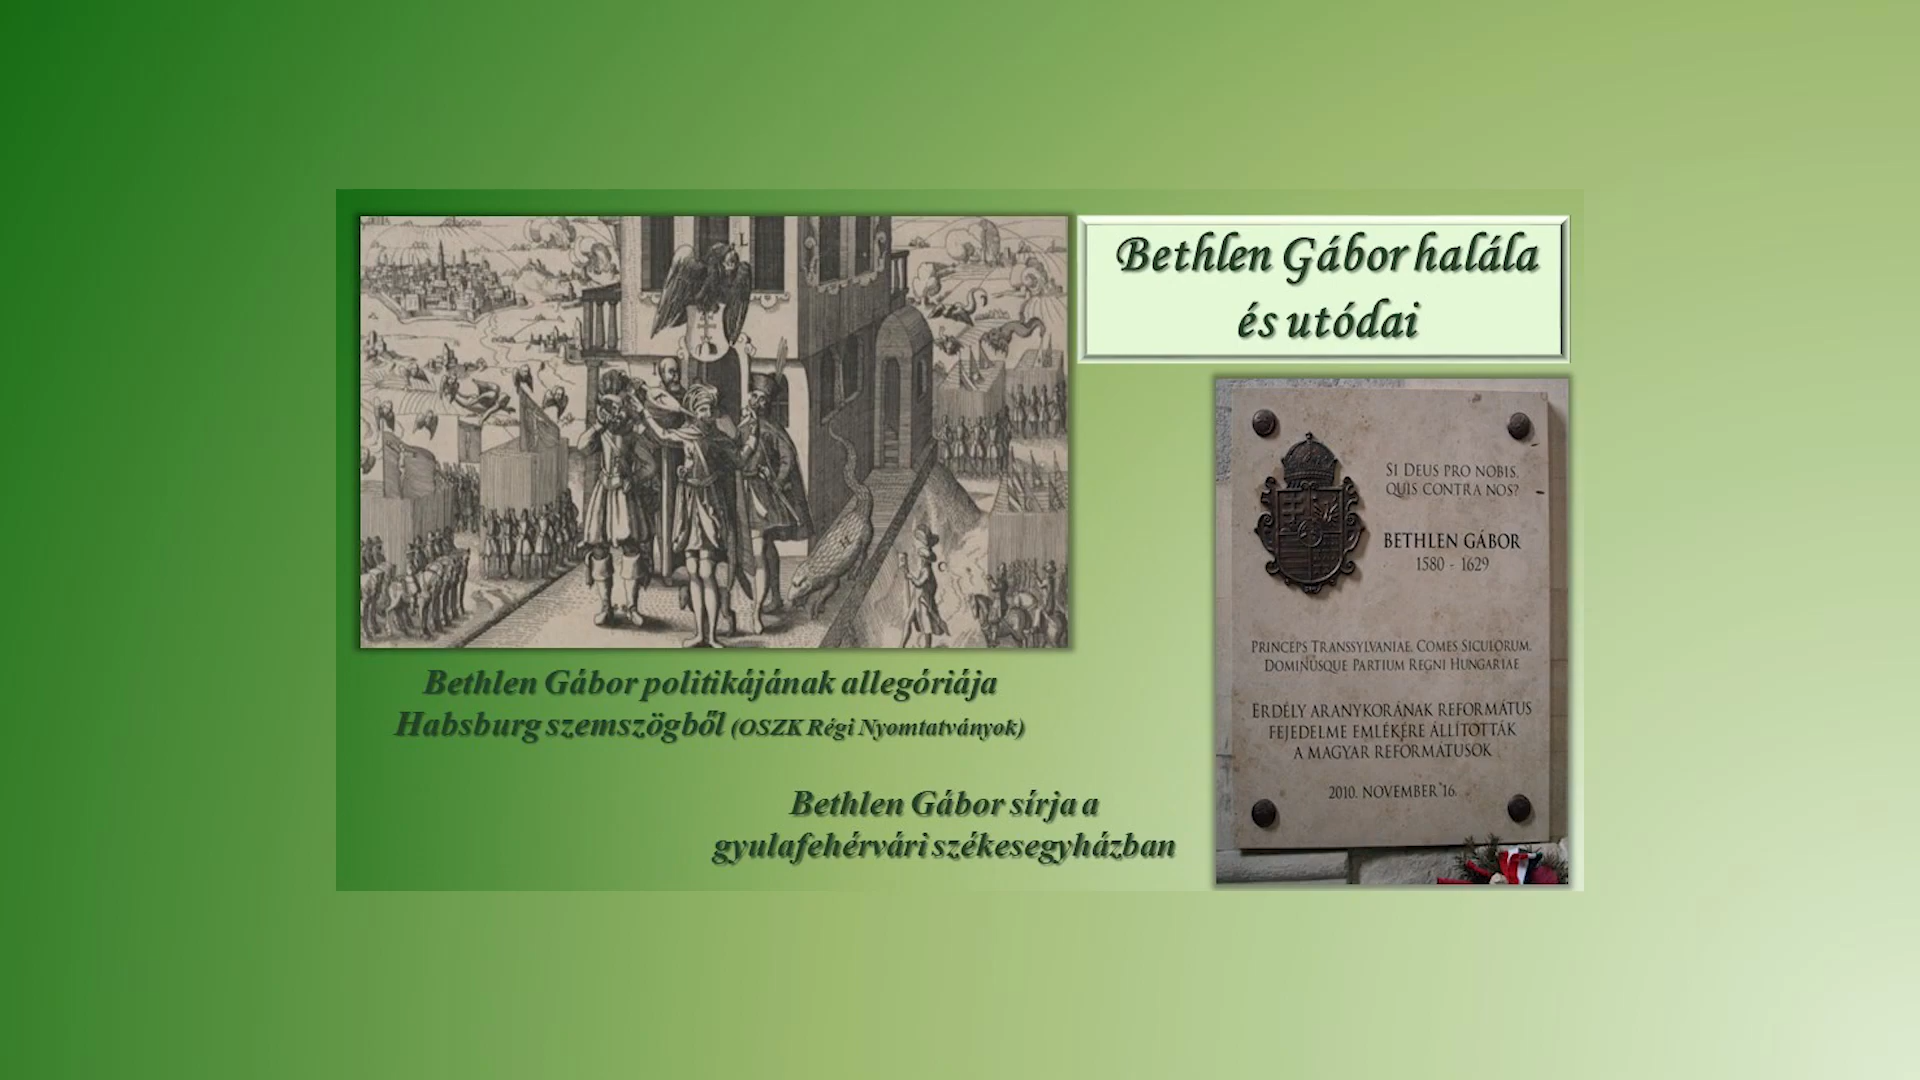 Bethlen Gábor halála
és utódai
L
I
H
Bethlen Gábor politikájának allegóriája
Habsburg szemszögből (OSZK Régi Nyomtatványok)
Bethlen Gábor sírja a
gyulafehérvári székesegyházban
SI DEUS PRO NOBIS,
QUIS CONTRA NOS?
BETHLEN GÁBOR
1580 - 1629
PRINCEPS TRANSSYLVANIAE, COMES SICULORUM,
DOMINUSQUE PARTIUM REGNI HUNGARIAE
ERDÉLY ARANYKORÁNAK REFORMÁTUS
FEJEDELME EMLÉKÉRE ÁLLÍTOTTÁK
A MAGYAR REFORMÁTUSOK
2010. NOVEMBER 16.